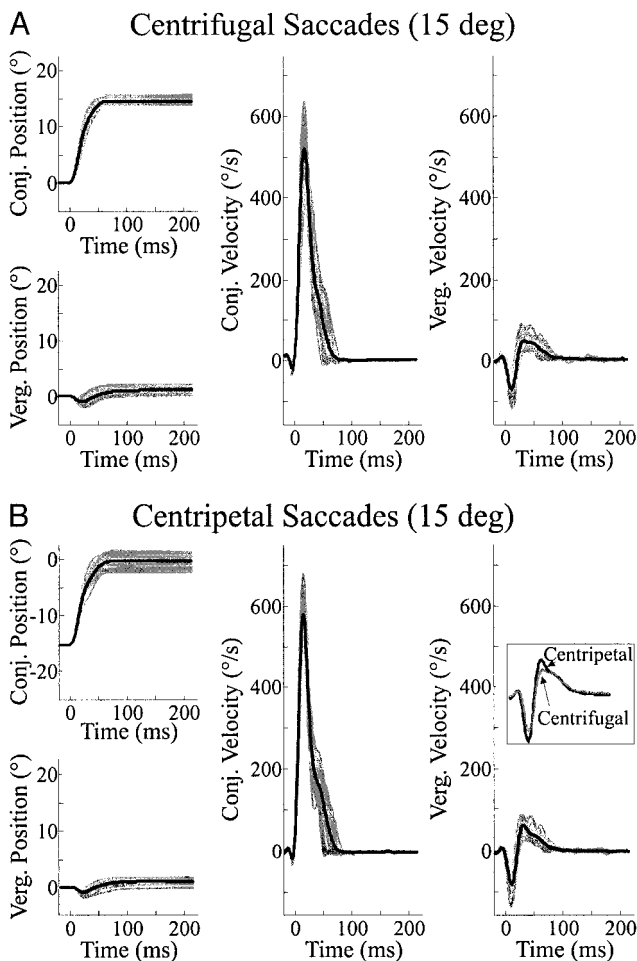 A
Centrifugal Saccades (15 deg)
Conj. Position (°)
20
10
0
0
100
200
Time (ms)
Verg. Position (°)
20
10
0
0
100
200
Time (ms)
Conj. Velocity (°/s)
600
400
200
0
0
100
200
Time (ms)
Verg. Velocity (°/s)
600
400
200
0
0
100
200
Time (ms)
B
Centripetal Saccades (15 deg)
Conj. Position (°)
0
-10
-20
0
100
200
Time (ms)
Verg. Position (°)
20
10
0
0
100
200
Time (ms)
Conj. Velocity (°/s)
600
400
200
0
0
100
200
Time (ms)
Verg. Velocity (°/s)
600
400
200
0
Centripetal
Centrifugal
0
100
200
Time (ms)